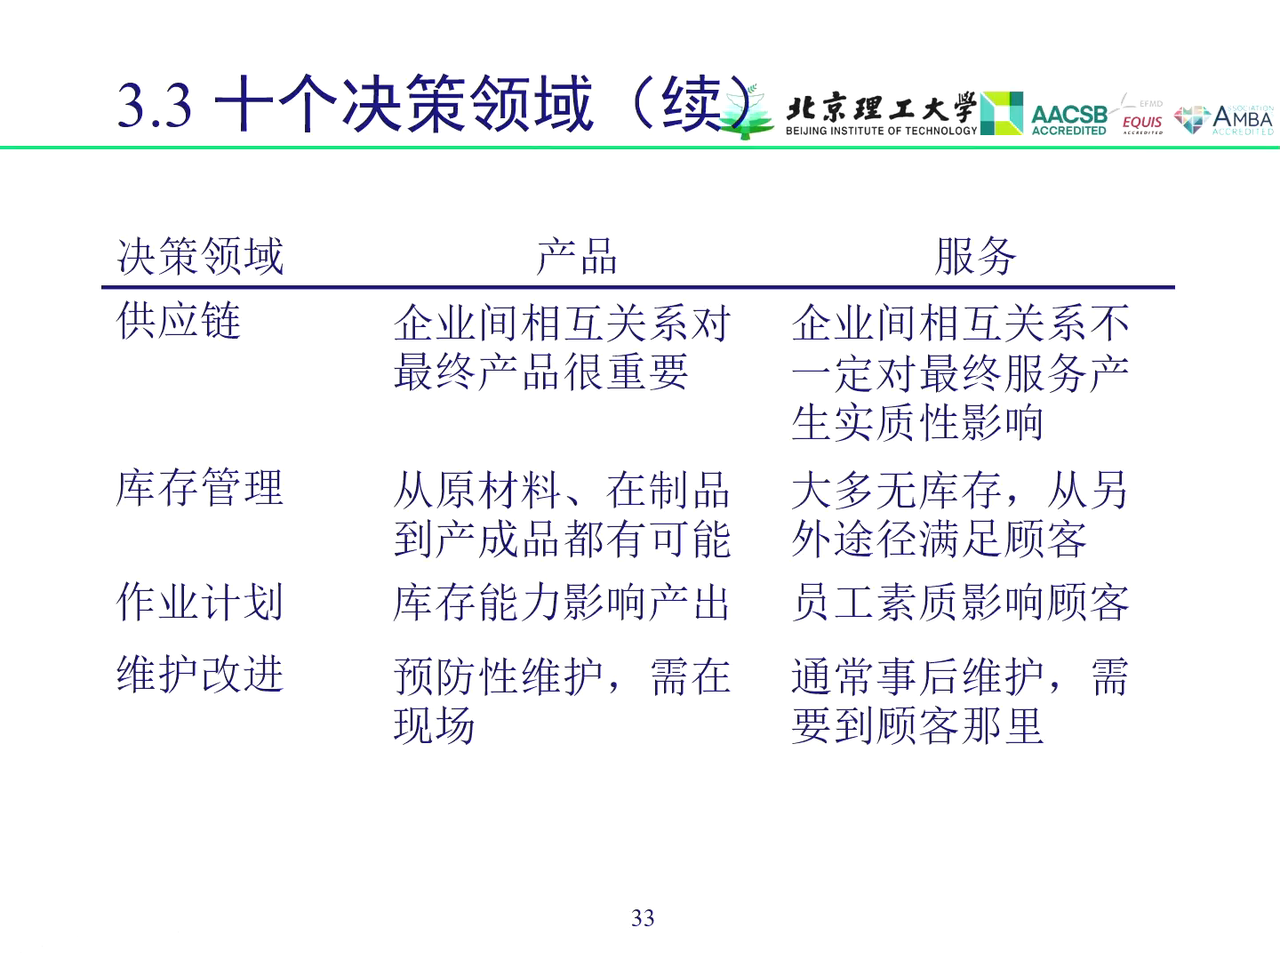 3.3 十个决策领域（续）
北京理工大学
BEIJING INSTITUTE OF TECHNOLOGY
AACSB
ACCREDITED
EFMD
EQUIS
ACCREDITED
ASSOCIATION
AMBA
ACCREDITED
决策领域 产品 服务
供应链 企业间相互关系对 企业间相互关系不
最终产品很重要 一定对最终服务产
生实质性影响
库存管理 从原材料、在制品 大多无库存，从另
到产成品都有可能 外途径满足顾客
作业计划 库存能力影响产出 员工素质影响顾客
维护改进 预防性维护，需在 通常事后维护，需
现场 要到顾客那里
33